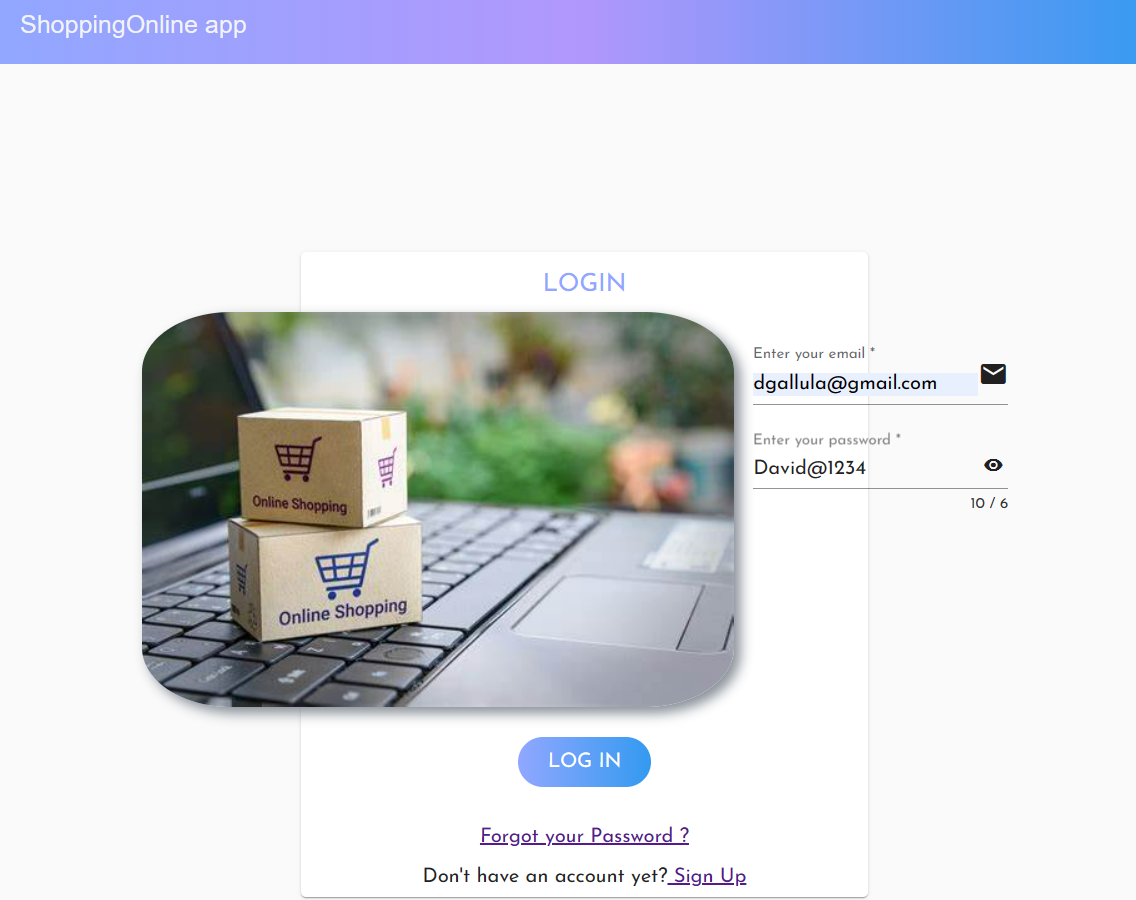 ShoppingOnline app
LOGIN
Enter your email *
dgallula@gmail.com
Enter your password *
David@1234
10 / 6
Online Shopping
Online Shopping
LOG IN
Forgot your Password ?
Don't have an account yet? Sign Up